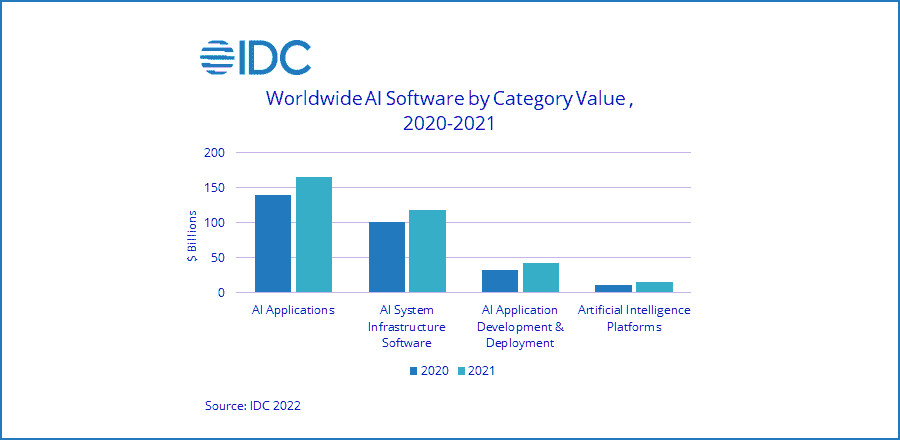 IDC
Worldwide AI Software by Category Value ,
2020-2021
200
150
100
50
0
$ Billions
AI Applications
AI System
Infrastructure
Software
AI Application
Development &
Deployment
Artificial Intelligence
Platforms
2020 2021
Source: IDC 2022